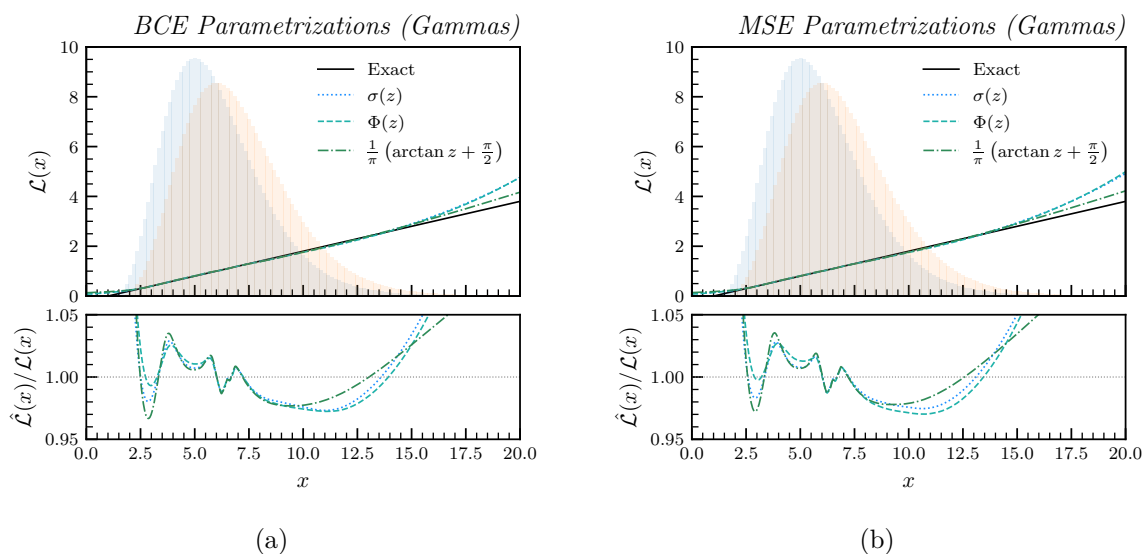 BCE Parametrizations (Gammas)
10
8
6
4
2
0
ℒ(x)
Exact
σ(z)
Φ(z)
1/π (arctan z + π/2)
1.05
1.00
0.95
ℒ̂(x)/ℒ(x)
0.0 2.5 5.0 7.5 10.0 12.5 15.0 17.5 20.0
x
(a)
MSE Parametrizations (Gammas)
10
8
6
4
2
0
ℒ(x)
Exact
σ(z)
Φ(z)
1/π (arctan z + π/2)
1.05
1.00
0.95
ℒ̂(x)/ℒ(x)
0.0 2.5 5.0 7.5 10.0 12.5 15.0 17.5 20.0
x
(b)